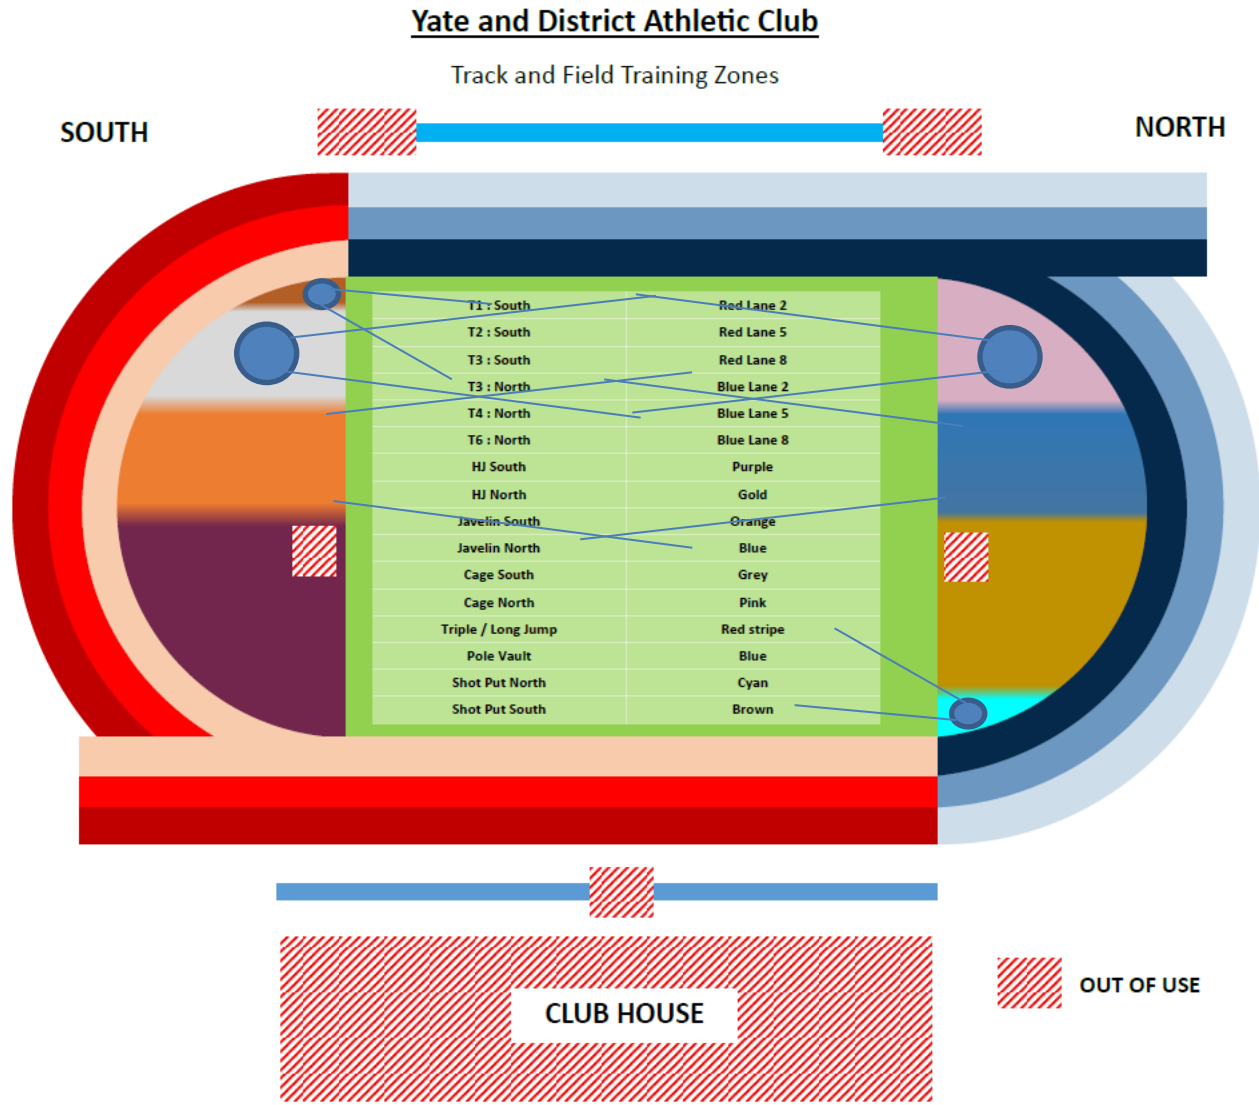 Yate and District Athletic Club
Track and Field Training Zones
SOUTH
NORTH
T1 : South Red Lane 2
T2 : South Red Lane 5
T3 : South Red Lane 8
T3 : North Blue Lane 2
T4 : North Blue Lane 5
T6 : North Blue Lane 8
HJ South Purple
HJ North Gold
Javelin South Orange
Javelin North Blue
Cage South Grey
Cage North Pink
Triple / Long Jump Red stripe
Pole Vault Blue
Shot Put North Cyan
Shot Put South Brown
CLUB HOUSE
OUT OF USE